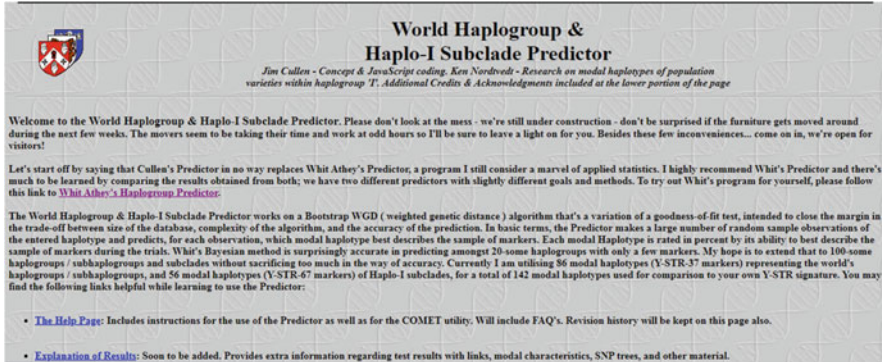 World Haplogroup &
Haplo-I Subclade Predictor
Jim Cullen - Concept & JavaScript coding. Ken Nordtvedt - Research on modal haplotypes of population
varieties within haplogroup 'I'. Additional Credits & Acknowledgments included at the lower portion of the page
Welcome to the World Haplogroup & Haplo-I Subclade Predictor. Please don't look at the mess - we're still under construction - don't be surprised if the furniture gets moved around
during the next few weeks. The movers seem to be taking their time and work at odd hours so I'll be sure to leave a light on for you. Besides these few inconveniences... come on in, we're open for
visitors!
Let's start off by saying that Cullen's Predictor in no way replaces Whit Athey's Predictor, a program I still consider a marvel of applied statistics. I highly recommend Whit's Predictor and there's
much to be learned by comparing the results obtained from both; we have two different predictors with slightly different goals and methods. To try out Whit's program for yourself, please follow
this link to Whit Athey's Haplogroup Predictor.
The World Haplogroup & Haplo-I Subclade Predictor works on a Bootstrap WGD ( weighted genetic distance ) algorithm that's a variation of a goodness-of-fit test, intended to close the margin in
the trade-off between size of the database, complexity of the algorithm, and the accuracy of the prediction. In basic terms, the Predictor makes a large number of random sample observations of
the entered haplotype and predicts, for each observation, which modal haplotype best describes the sample of markers. Each modal Haplotype is rated in percent by its ability to best describe the
sample of markers during the trials. Whit's Bayesian method is surprisingly accurate in predicting amongst 20-some haplogroups with only a few markers. My hope is to extend that to 100-some
haplogroups / subhaplogroups and subclades without sacrificing too much in the way of accuracy. Currently I am utilising 86 modal haplotypes (Y-STR-37 markers) representing the world's
haplogroups / subhaplogroups, and 56 modal haplotypes (Y-STR-67 markers) of Haplo-I subclades, for a total of 142 modal haplotypes used for comparison to your own Y-STR signature. You may
find the following links helpful while learning to use the Predictor:
• The Help Page: Includes instructions for the use of the Predictor as well as for the COMET utility. Will include FAQ's. Revision history will be kept on this page also.
• Explanation of Results: Soon to be added. Provides extra information regarding test results with links, modal characteristics, SNP trees, and other material.